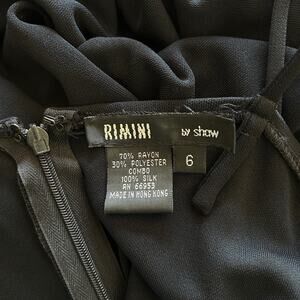 RIMINI
BY shaw
70% RAYON
30% POLYESTER
COMBO
100% SILK
RN 66953
MADE IN HONG KONG
6